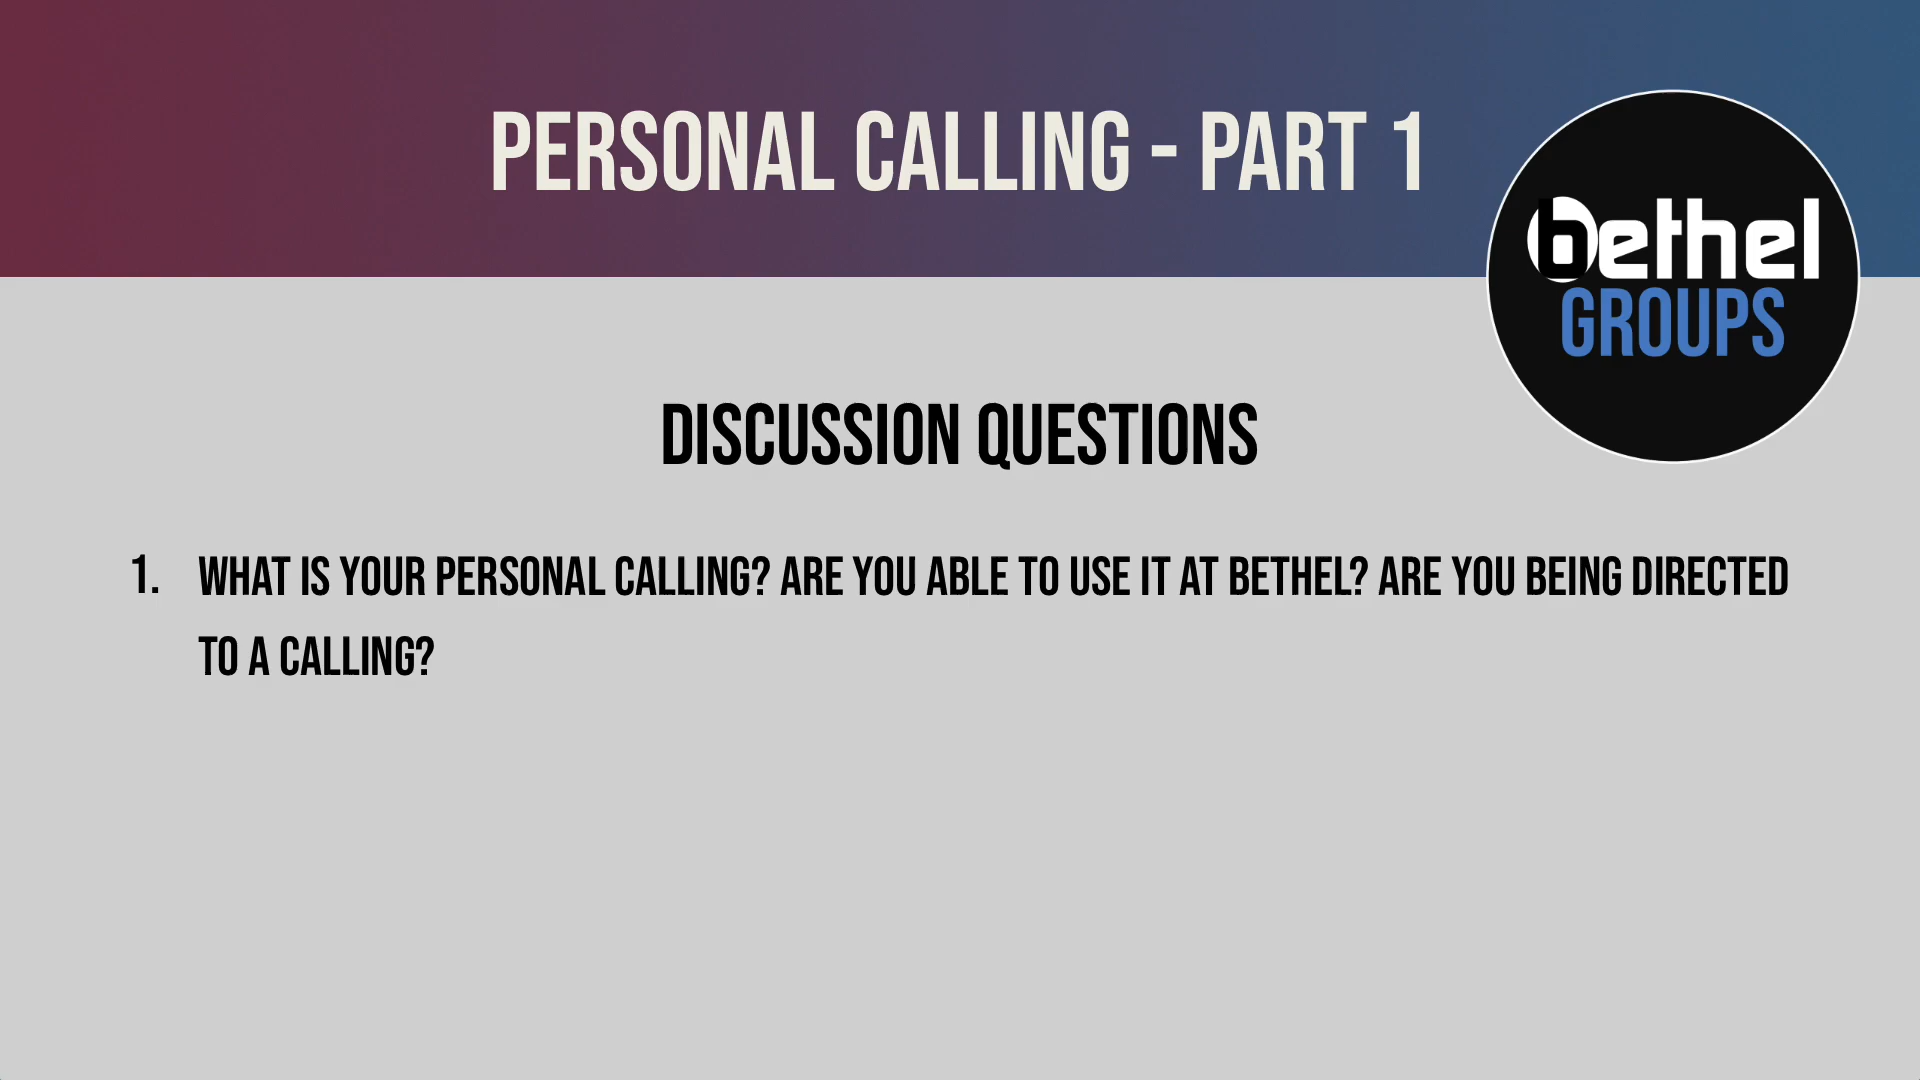 PERSONAL CALLING - PART 1
bethel
GROUPS
DISCUSSION QUESTIONS
1. WHAT IS YOUR PERSONAL CALLING? ARE YOU ABLE TO USE IT AT BETHEL? ARE YOU BEING DIRECTED
TO A CALLING?